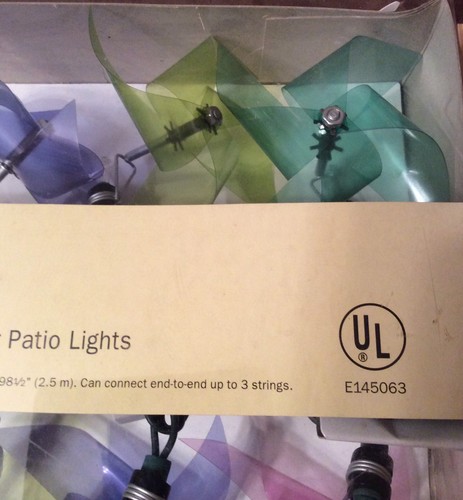 Patio Lights
98½" (2.5 m). Can connect end-to-end up to 3 strings.
UL
®
E145063